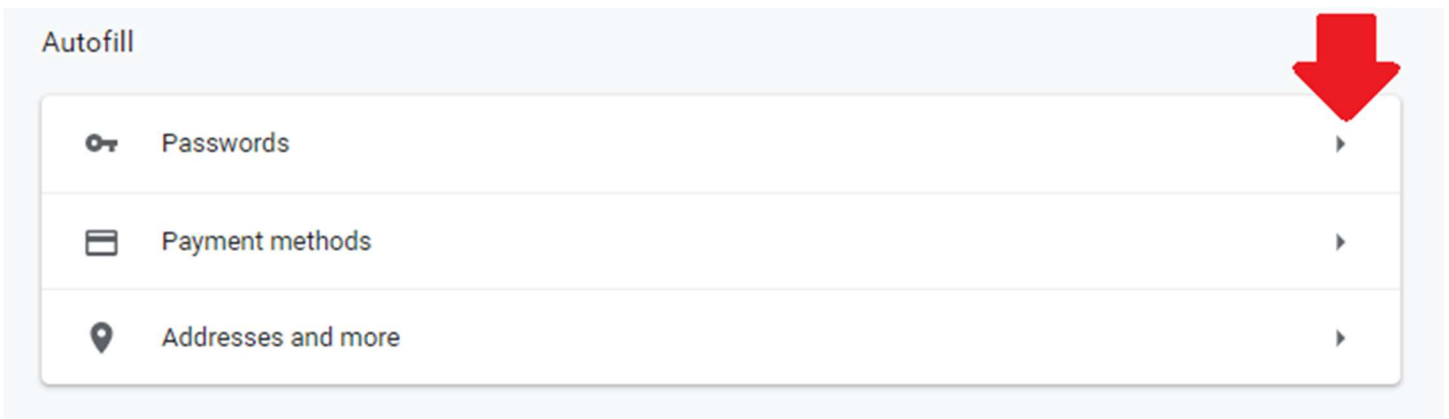 Autofill
Passwords
Payment methods
Addresses and more